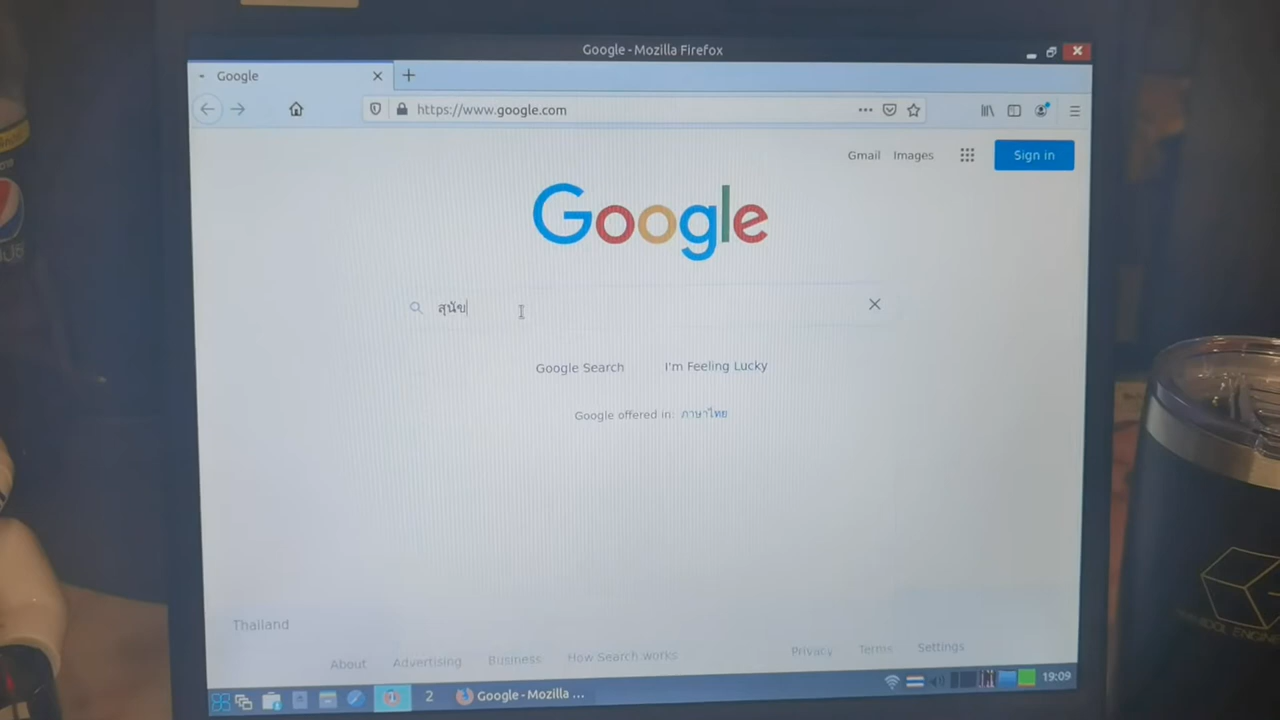 Google - Mozilla Firefox
Google
https://www.google.com
Gmail Images Sign in
Google
สุนัข
Google Search I'm Feeling Lucky
Google offered in: ภาษาไทย
Thailand
About Advertising Business How Search works Privacy Terms Settings
2 Google - Mozilla ... 19:09